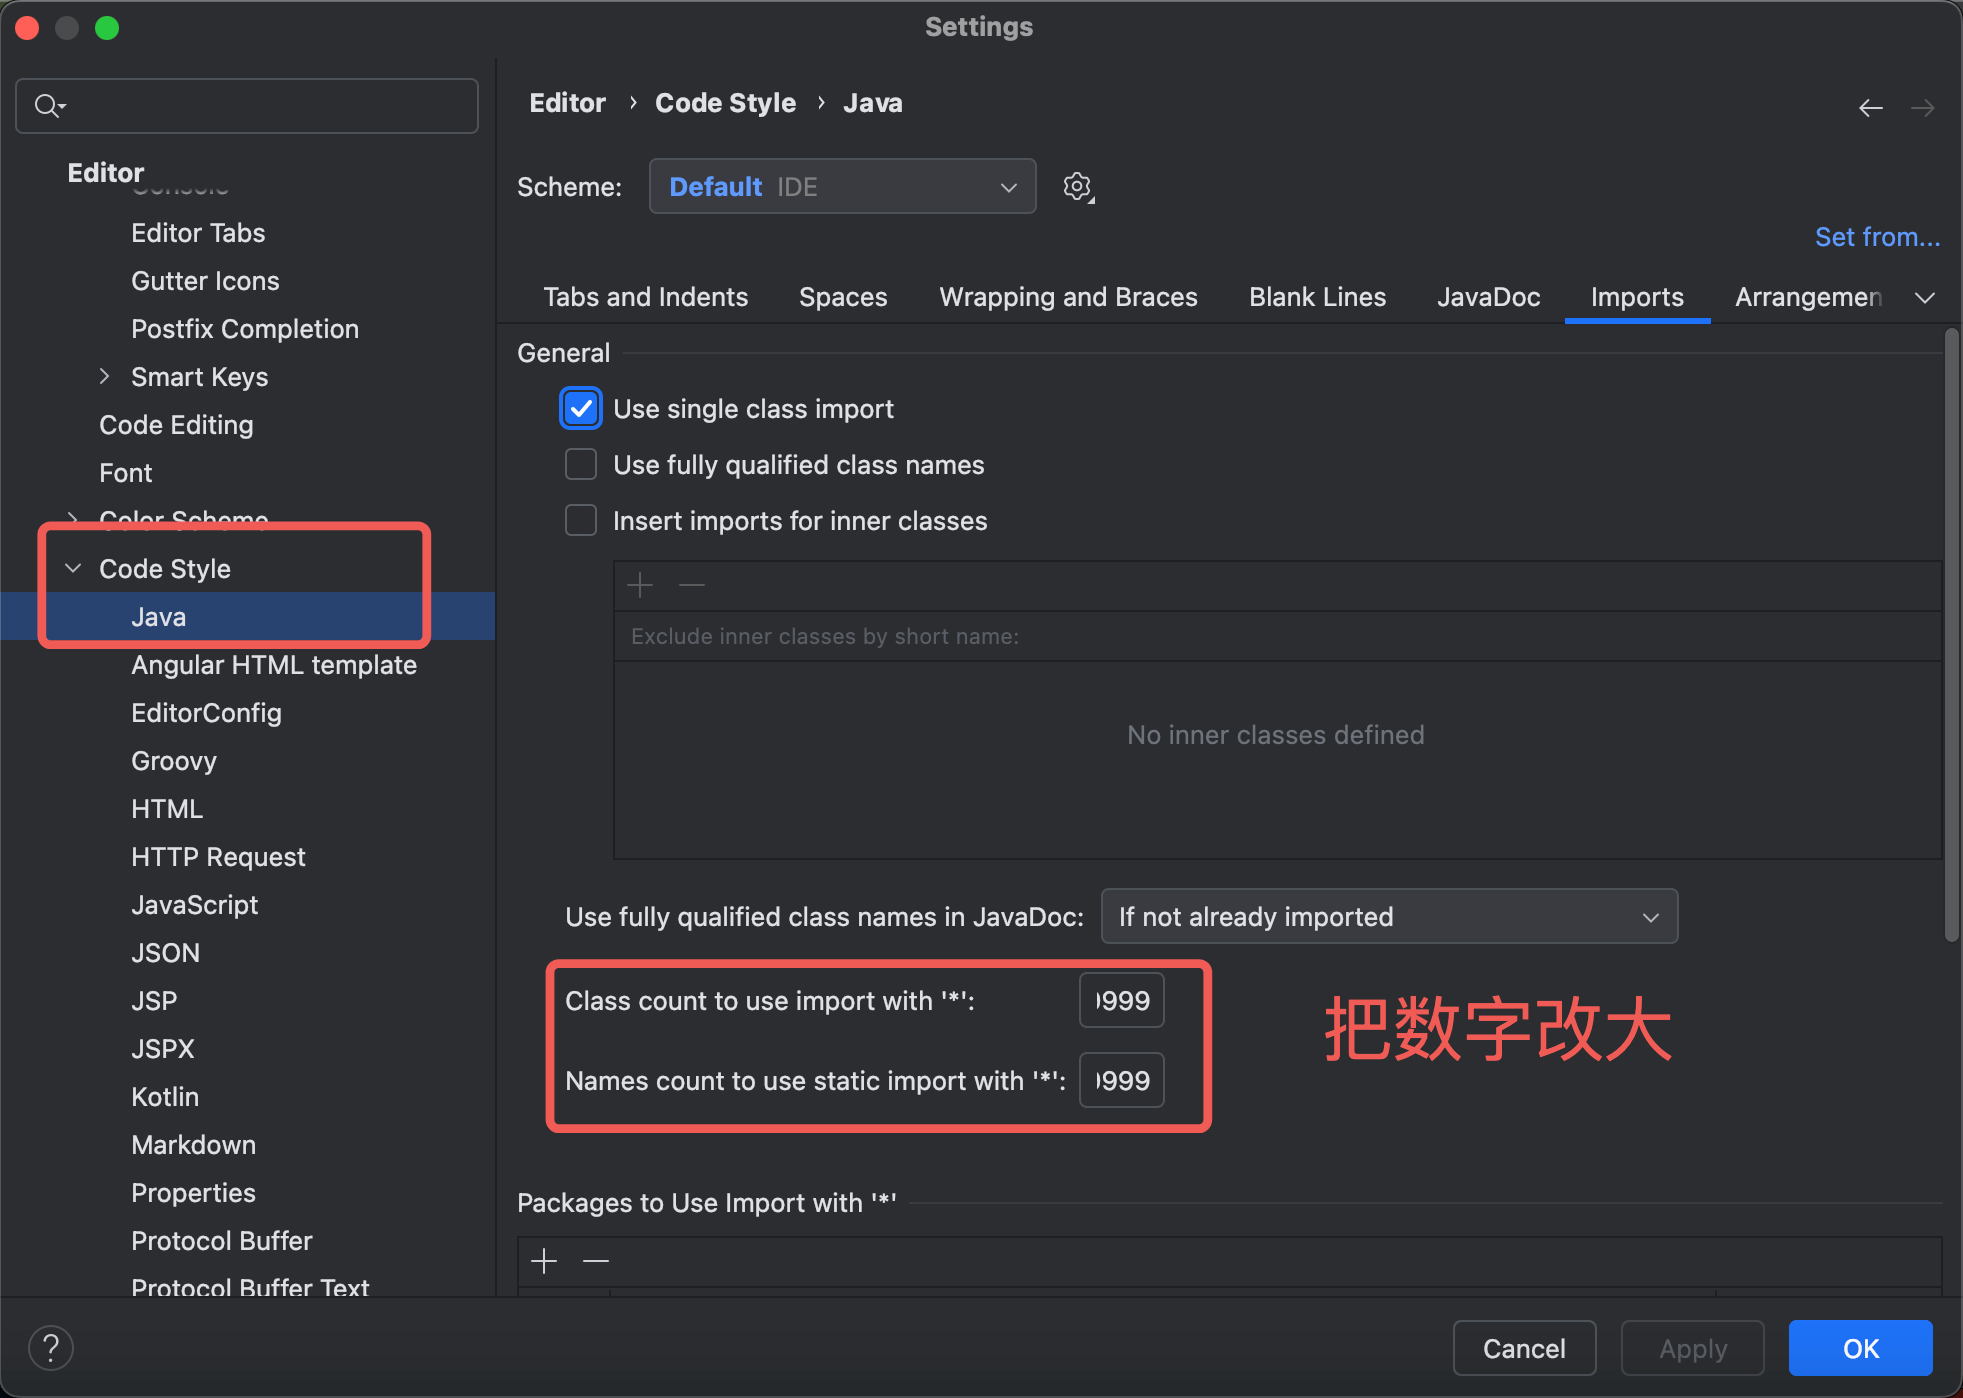 Settings
Editor
Console
Editor Tabs
Gutter Icons
Postfix Completion
Smart Keys
Code Editing
Font
Color Scheme
Code Style
Java
Angular HTML template
EditorConfig
Groovy
HTML
HTTP Request
JavaScript
JSON
JSP
JSPX
Kotlin
Markdown
Properties
Protocol Buffer
Protocol Buffer Text
Editor › Code Style › Java
Scheme: Default IDE
Set from...
Tabs and Indents Spaces Wrapping and Braces Blank Lines JavaDoc Imports Arrangemen
General
Use single class import
Use fully qualified class names
Insert imports for inner classes
Exclude inner classes by short name:
No inner classes defined
Use fully qualified class names in JavaDoc: If not already imported
Class count to use import with '*': 999
Names count to use static import with '*': 999
把数字改大
Packages to Use Import with '*'
? Cancel Apply OK